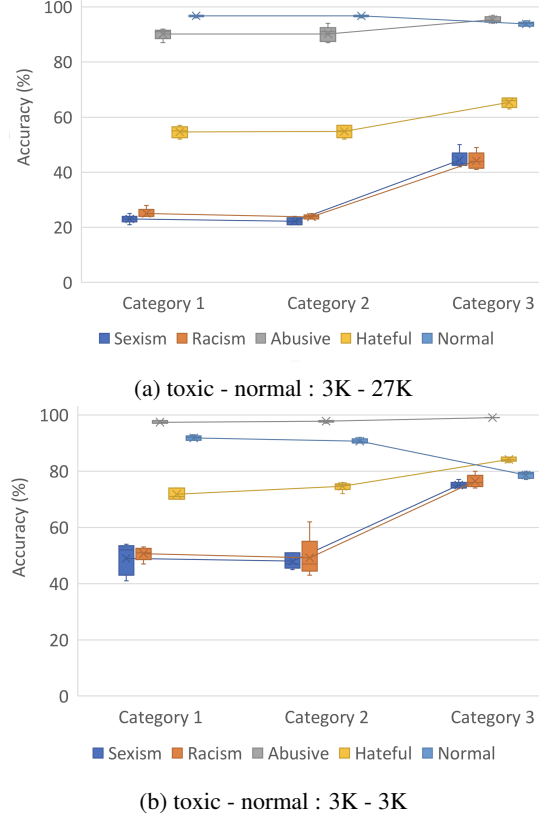 100
80
60
40
20
0
Accuracy (%)
Category 1 Category 2 Category 3
Sexism Racism Abusive Hateful Normal
(a) toxic - normal : 3K - 27K
100
80
60
40
20
0
Accuracy (%)
Category 1 Category 2 Category 3
Sexism Racism Abusive Hateful Normal
(b) toxic - normal : 3K - 3K